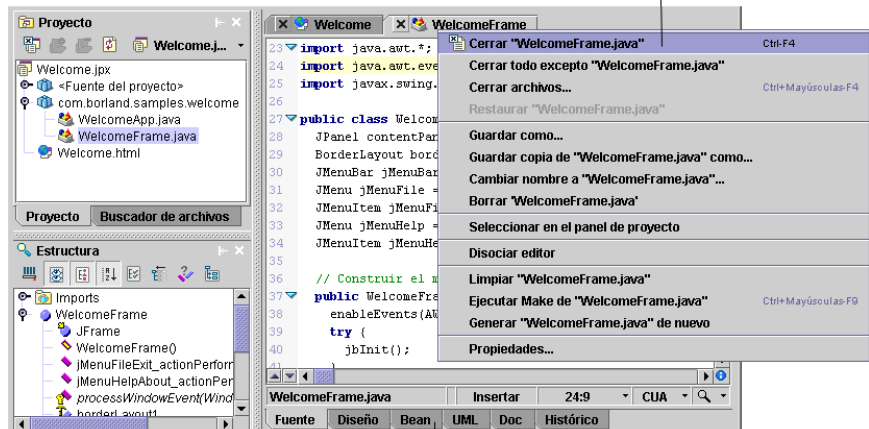 Proyecto
Welcome.j...
Welcome.jpx
<Fuente del proyecto>
com.borland.samples.welcome
WelcomeApp.java
WelcomeFrame.java
Welcome.html
Proyecto Buscador de archivos
Estructura
Imports
WelcomeFrame
JFrame
WelcomeFrame()
jMenuFileExit_actionPerforr
jMenuHelpAbout_actionPer
processWindowEvent(Wind
borderLayout1
Welcome WelcomeFrame
23 import java.awt.*;
24 import java.awt.eve
25 import javax.swing.
26
27 public class Welcom
28 JPanel contentPar
29 BorderLayout bord
30 JMenuBar jMenuBar
31 JMenu jMenuFile =
32 JMenuItem jMenuFi
33 JMenu jMenuHelp =
34 JMenuItem jMenuHe
35
36 // Construir el m
37 public WelcomeFra
38 enableEvents(AW
39 try {
40 jbInit();
41 }
WelcomeFrame.java Insertar 24:9 CUA
Fuente Diseño Bean UML Doc Histórico
Cerrar "WelcomeFrame.java" Ctrl-F4
Cerrar todo excepto "WelcomeFrame.java"
Cerrar archivos... Ctrl+Mayúsculas-F4
Restaurar "WelcomeFrame.java"
Guardar como...
Guardar copia de "WelcomeFrame.java" como...
Cambiar nombre a "WelcomeFrame.java"...
Borrar 'WelcomeFrame.java'
Seleccionar en el panel de proyecto
Disociar editor
Limpiar "WelcomeFrame.java"
Ejecutar Make de "WelcomeFrame.java" Ctrl+Mayúsculas-F9
Generar "WelcomeFrame.java" de nuevo
Propiedades...